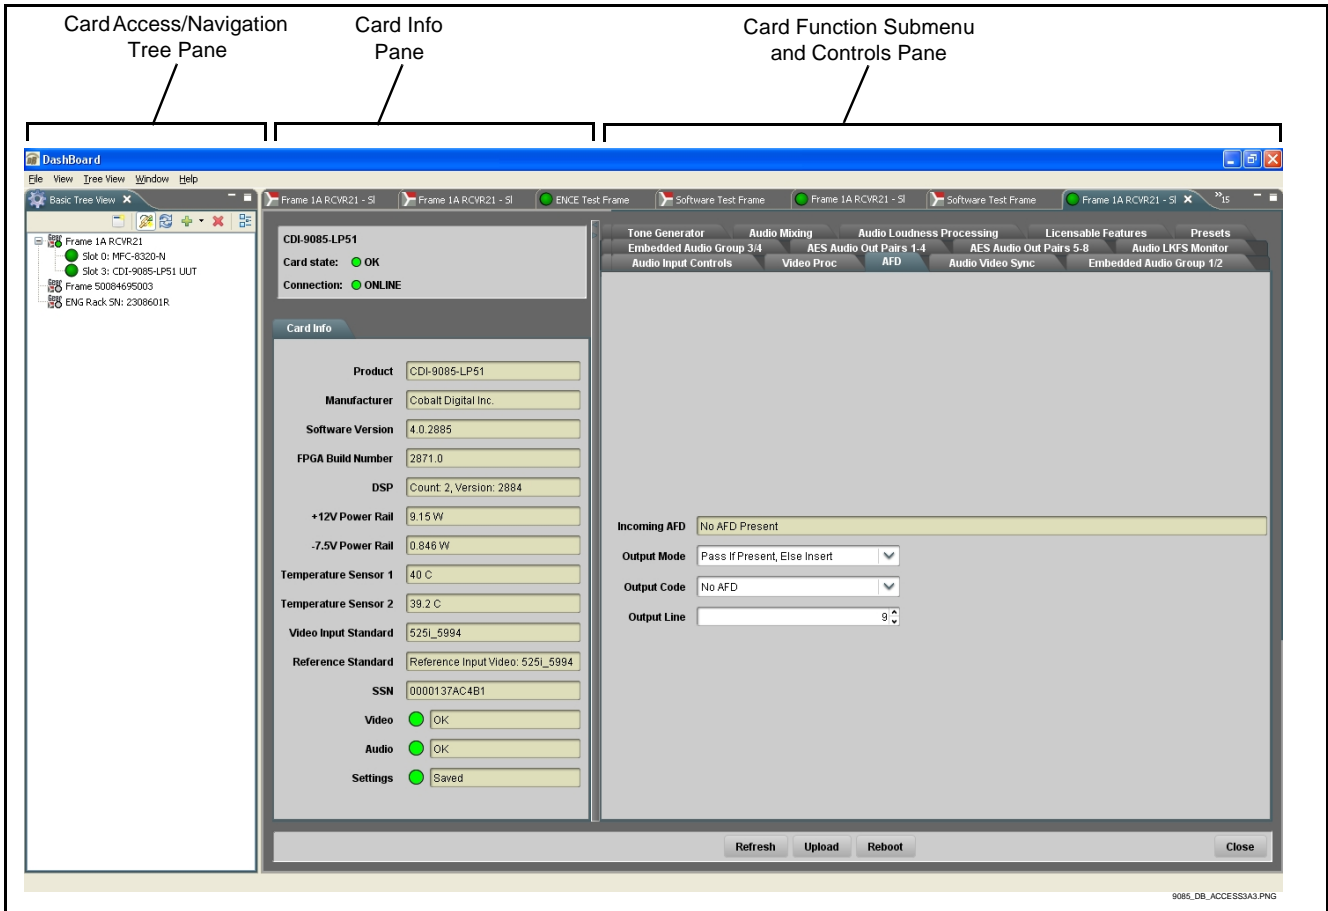 Card Access/Navigation
Tree Pane
Card Info
Pane
Card Function Submenu
and Controls Pane
DashBoard
File View Tree View Window Help
Basic Tree View
Frame 1A RCVR21 - Sl
Frame 1A RCVR21 - Sl
ENCE Test Frame
Software Test Frame
Frame 1A RCVR21 - Sl
Software Test Frame
Frame 1A RCVR21 - Sl
»15
Frame 1A RCVR21
Slot 0: MFC-8320-N
Slot 3: CDI-9085-LP51 UUT
Frame 50084695003
ENG Rack SN: 2308601R
CDI-9085-LP51
Card state: OK
Connection: ONLINE
Card Info
Product CDI-9085-LP51
Manufacturer Cobalt Digital Inc.
Software Version 4.0.2885
FPGA Build Number 2871.0
DSP Count: 2, Version: 2884
+12V Power Rail 9.15 W
-7.5V Power Rail 0.846 W
Temperature Sensor 1 40 C
Temperature Sensor 2 39.2 C
Video Input Standard 525i_5994
Reference Standard Reference Input Video: 525i_5994
SSN 0000137AC4B1
Video OK
Audio OK
Settings Saved
Tone Generator Audio Mixing Audio Loudness Processing Licensable Features Presets
Embedded Audio Group 3/4 AES Audio Out Pairs 1-4 AES Audio Out Pairs 5-8 Audio LKFS Monitor
Audio Input Controls Video Proc AFD Audio Video Sync Embedded Audio Group 1/2
Incoming AFD No AFD Present
Output Mode Pass If Present, Else Insert
Output Code No AFD
Output Line 9
Refresh Upload Reboot Close
9085_DB_ACCESS3A3.PNG